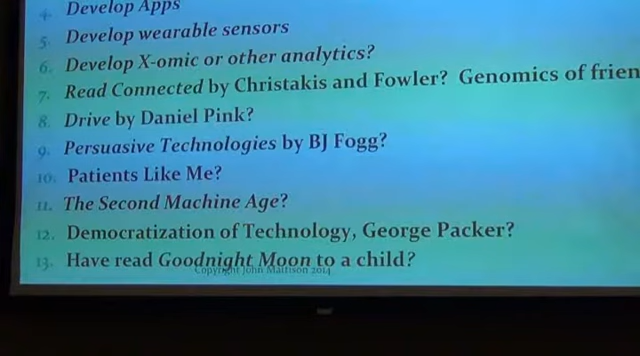 4. Develop Apps
5. Develop wearable sensors
6. Develop X-omic or other analytics?
7. Read Connected by Christakis and Fowler? Genomics of frien
8. Drive by Daniel Pink?
9. Persuasive Technologies by BJ Fogg?
10. Patients Like Me?
11. The Second Machine Age?
12. Democratization of Technology, George Packer?
13. Have read Goodnight Moon to a child?
Copyright John Mattison 2014